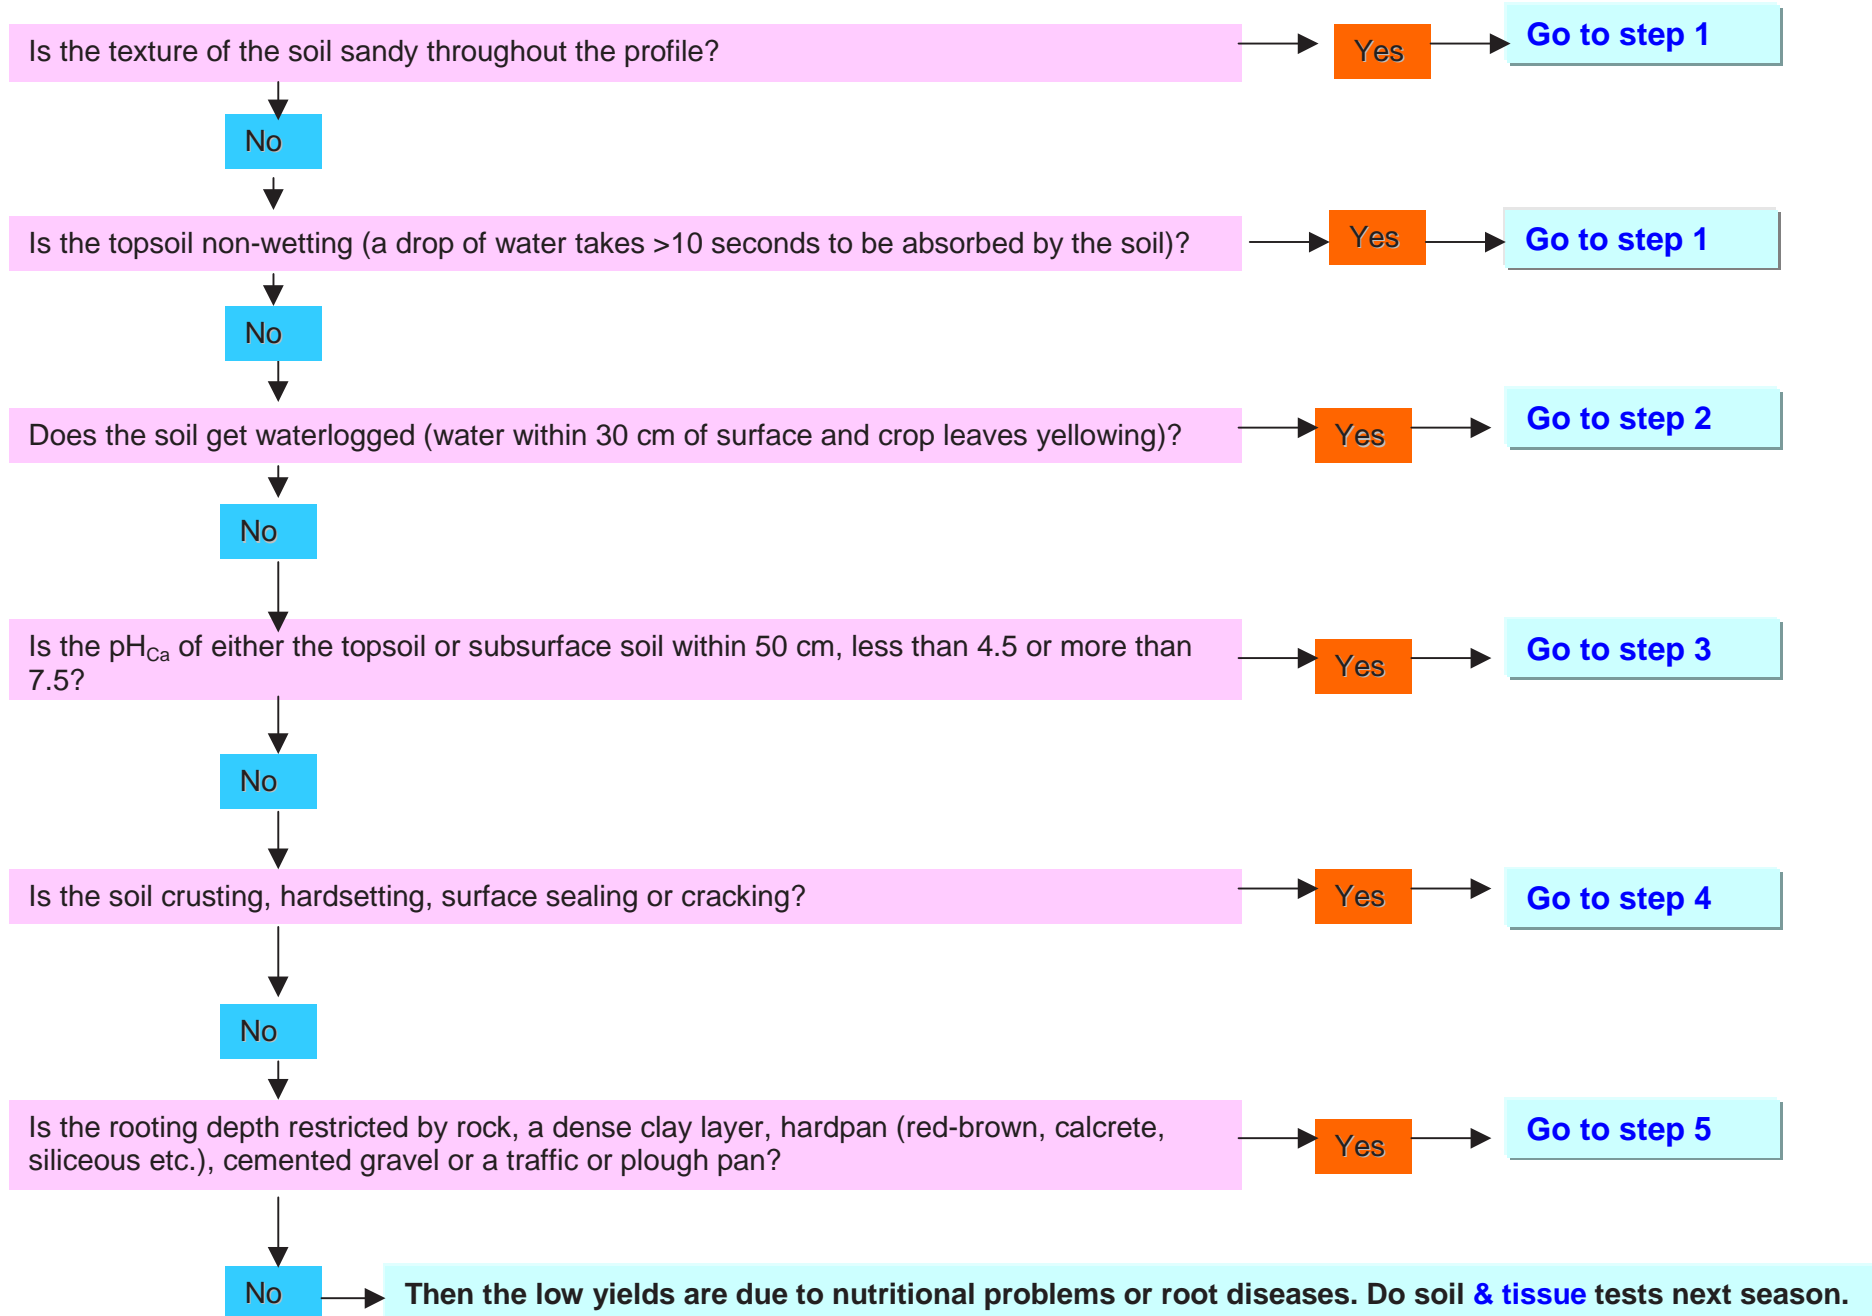 Is the texture of the soil sandy throughout the profile?
Yes
Go to step 1
No
Is the topsoil non-wetting (a drop of water takes >10 seconds to be absorbed by the soil)?
Yes
Go to step 1
No
Does the soil get waterlogged (water within 30 cm of surface and crop leaves yellowing)?
Yes
Go to step 2
No
Is the pHCa of either the topsoil or subsurface soil within 50 cm, less than 4.5 or more than
7.5?
Yes
Go to step 3
No
Is the soil crusting, hardsetting, surface sealing or cracking?
Yes
Go to step 4
No
Is the rooting depth restricted by rock, a dense clay layer, hardpan (red-brown, calcrete,
siliceous etc.), cemented gravel or a traffic or plough pan?
Yes
Go to step 5
No
Then the low yields are due to nutritional problems or root diseases. Do soil & tissue tests next season.